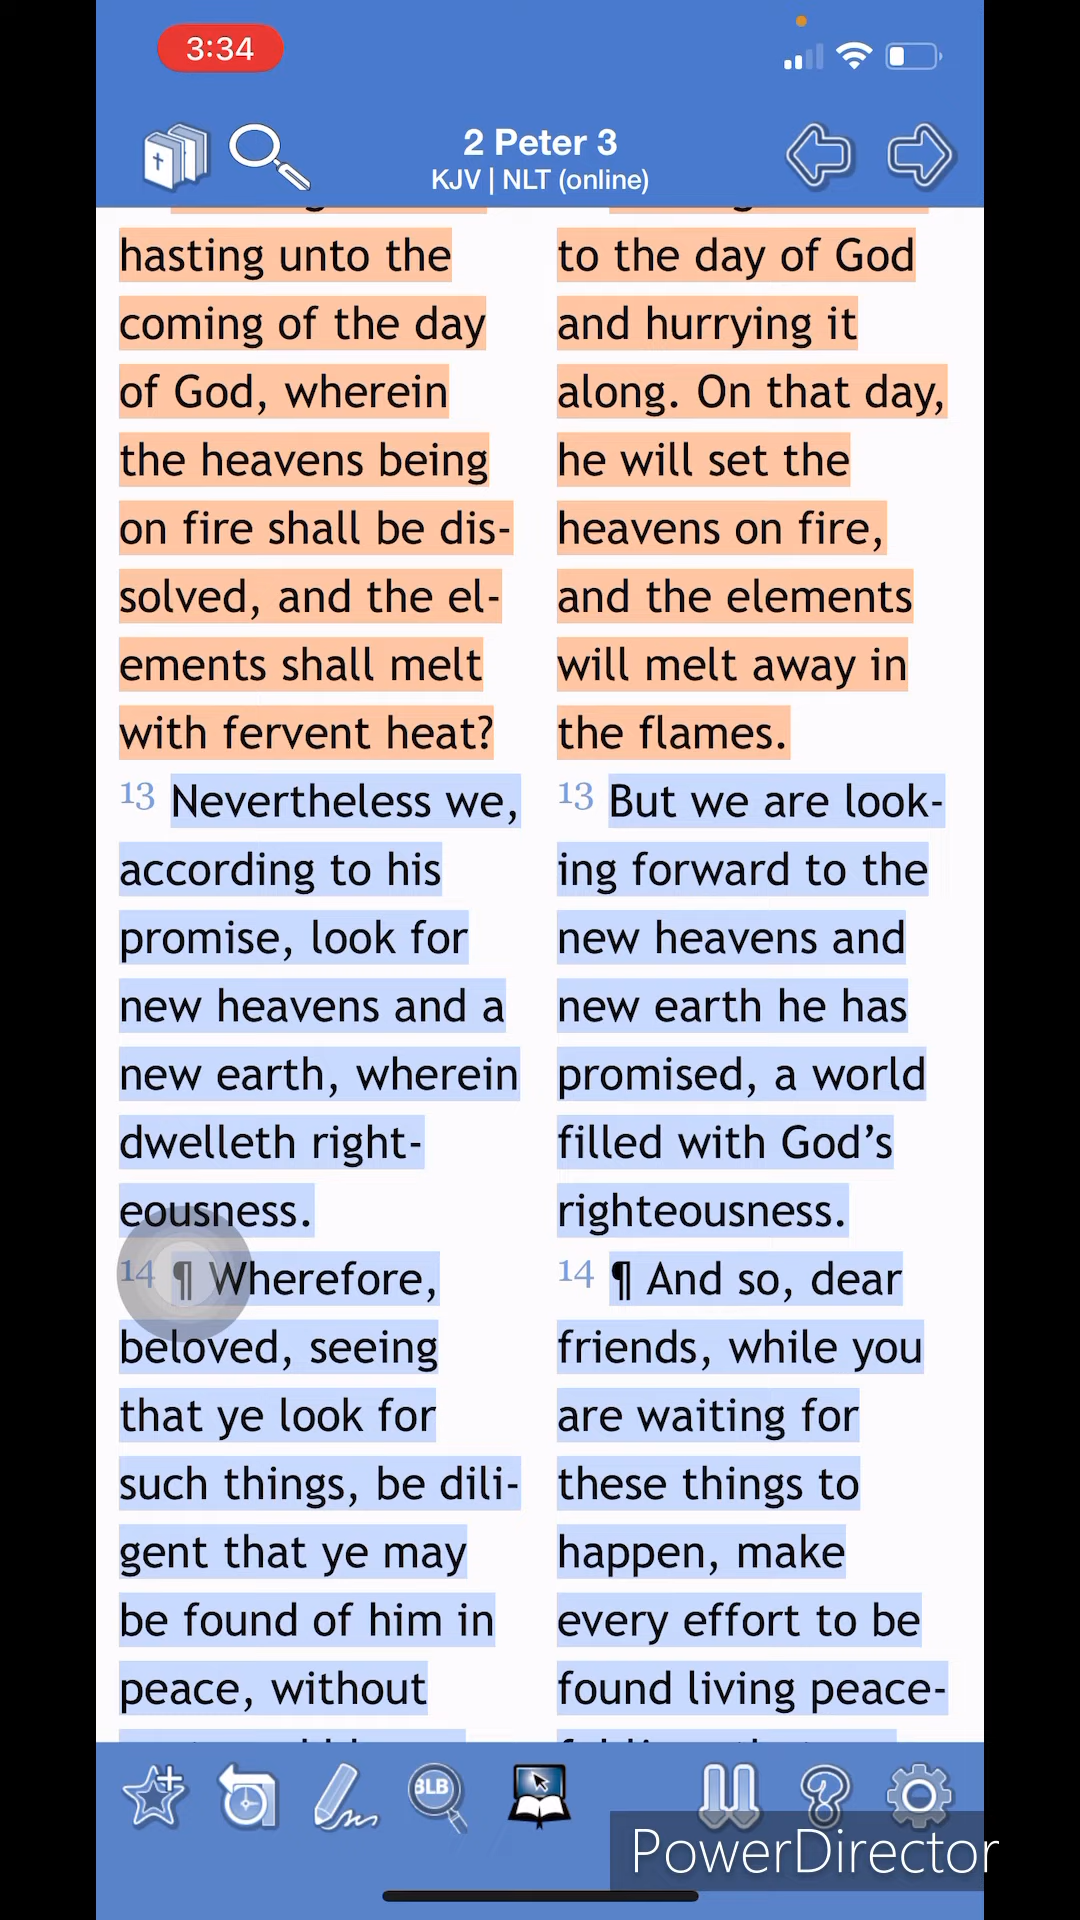 3:34
2 Peter 3
KJV | NLT (online)
hasting unto the
coming of the day
of God, wherein
the heavens being
on fire shall be dis-
solved, and the el-
ements shall melt
with fervent heat?
13 Nevertheless we,
according to his
promise, look for
new heavens and a
new earth, wherein
dwelleth right-
eousness.
14 ¶ Wherefore,
beloved, seeing
that ye look for
such things, be dili-
gent that ye may
be found of him in
peace, without
to the day of God
and hurrying it
along. On that day,
he will set the
heavens on fire,
and the elements
will melt away in
the flames.
13 But we are look-
ing forward to the
new heavens and
new earth he has
promised, a world
filled with God’s
righteousness.
14 ¶ And so, dear
friends, while you
are waiting for
these things to
happen, make
every effort to be
found living peace-
BLB
PowerDirector